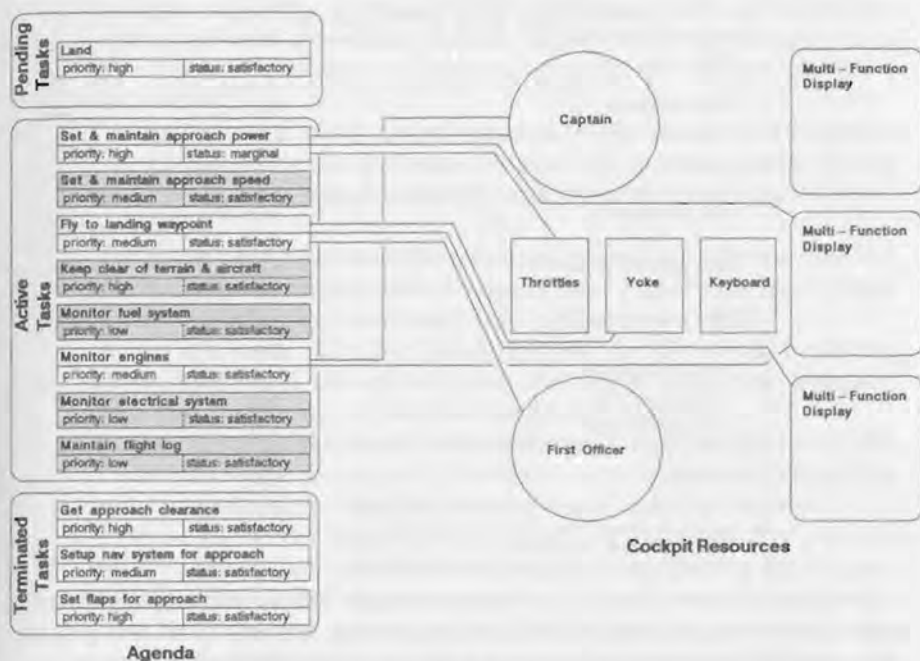 Pending
Tasks
Land
priority: high status: satisfactory
Active
Tasks
Set & maintain approach power
priority: high status: marginal
Set & maintain approach speed
priority: medium status: satisfactory
Fly to landing waypoint
priority: medium status: satisfactory
Keep clear of terrain & aircraft
priority: high status: satisfactory
Monitor fuel system
priority: low status: satisfactory
Monitor engines
priority: medium status: satisfactory
Monitor electrical system
priority: low status: satisfactory
Maintain flight log
priority: low status: satisfactory
Terminated
Tasks
Get approach clearance
priority: high status: satisfactory
Setup nav system for approach
priority: medium status: satisfactory
Set flaps for approach
priority: high status: satisfactory
Agenda
Captain
Throttles
Yoke
Keyboard
First Officer
Multi – Function
Display
Multi – Function
Display
Multi – Function
Display
Cockpit Resources